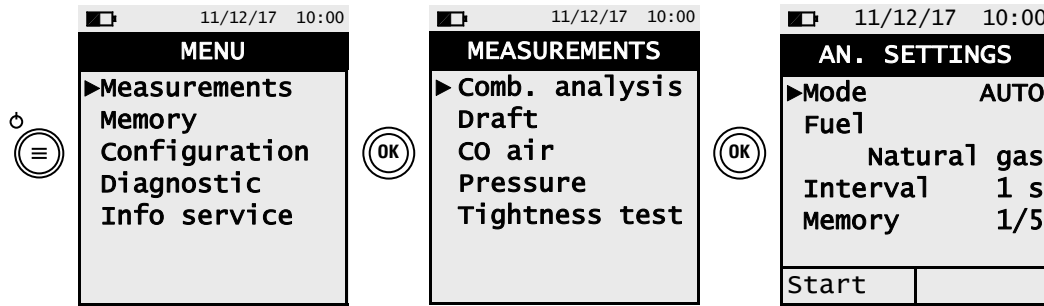 11/12/17 10:00
MENU
Measurements
Memory
Configuration
Diagnostic
Info service
OK
11/12/17 10:00
MEASUREMENTS
Comb. analysis
Draft
CO air
Pressure
Tightness test
OK
11/12/17 10:00
AN. SETTINGS
Mode AUTO
Fuel
Natural gas
Interval 1 s
Memory 1/5
Start